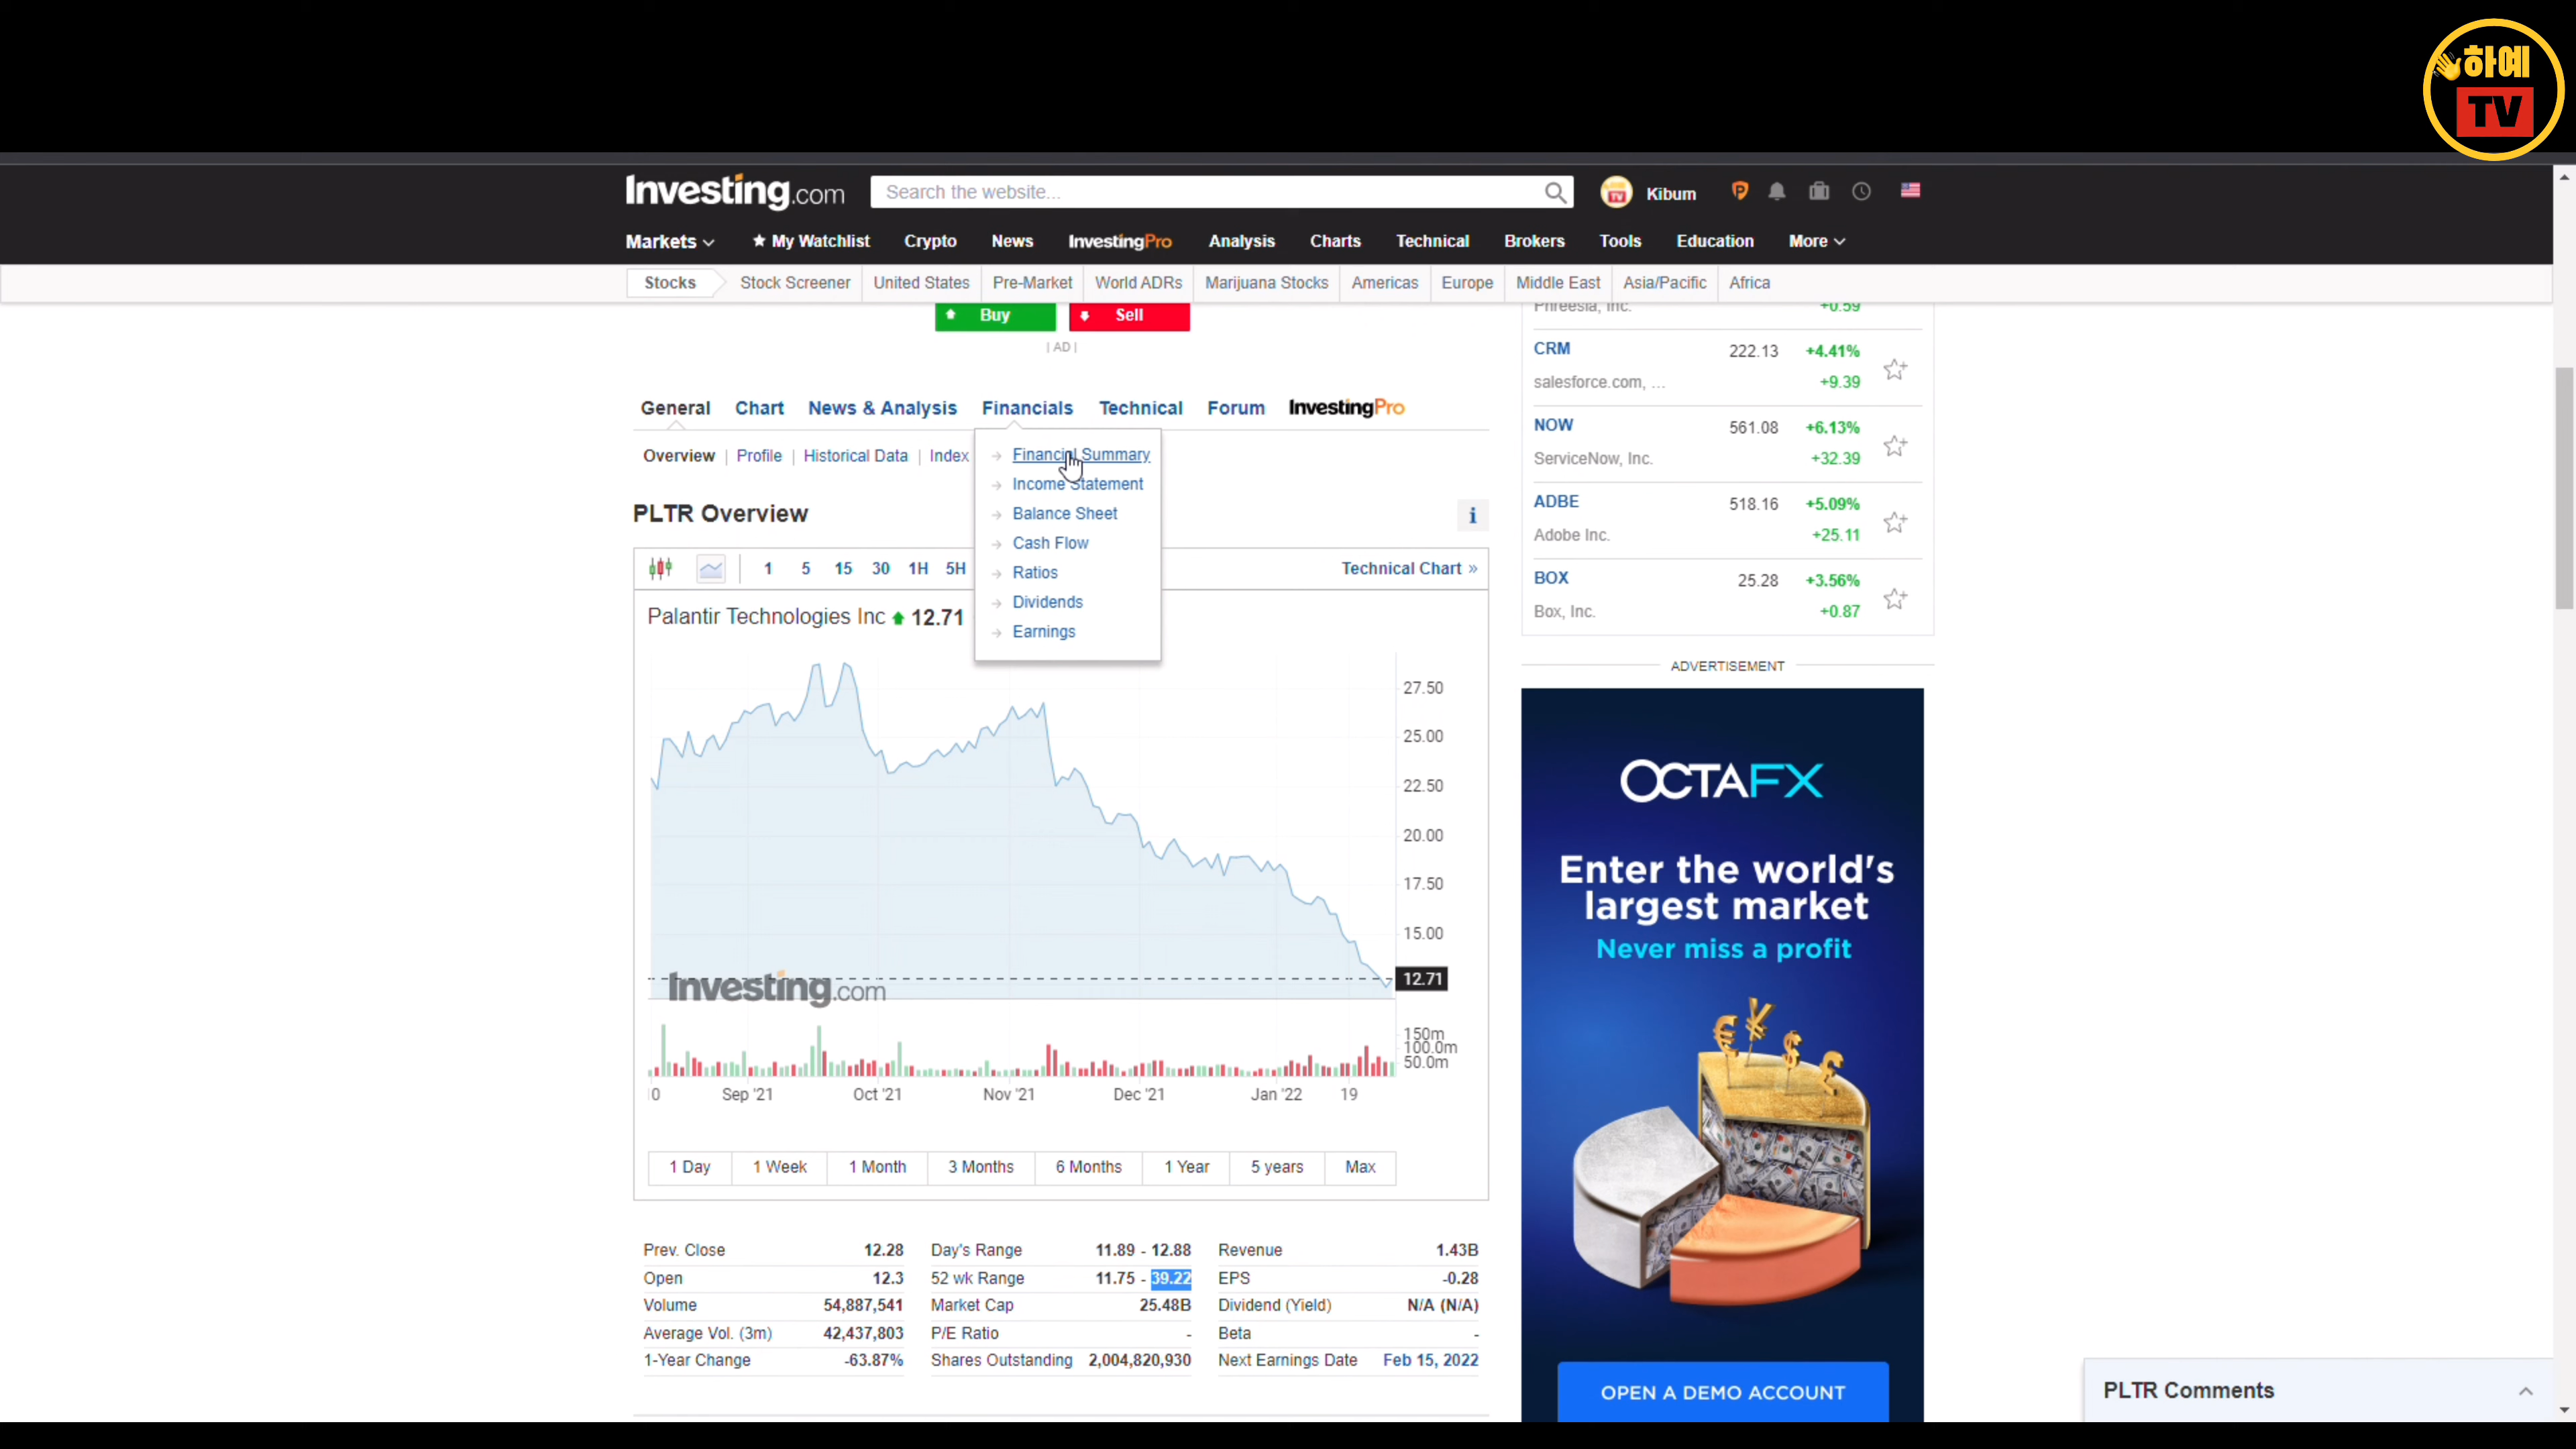 하예
TV
Investing.com
Search the website...
Kibum
Markets
My Watchlist
Crypto
News
InvestingPro
Analysis
Charts
Technical
Brokers
Tools
Education
More
Stocks
Stock Screener
United States
Pre-Market
World ADRs
Marijuana Stocks
Americas
Europe
Middle East
Asia/Pacific
Africa
Buy
Sell
| AD |
General
Chart
News & Analysis
Financials
Technical
Forum
InvestingPro
Overview
Profile
Historical Data
Index
Financial Summary
Income Statement
Balance Sheet
Cash Flow
Ratios
Dividends
Earnings
PLTR Overview
1 5 15 30 1H 5H
Technical Chart »
Palantir Technologies Inc 12.71
27.50
25.00
22.50
20.00
17.50
15.00
12.71
Investing.com
150m
100.0m
50.0m
Sep '21
Oct '21
Nov '21
Dec '21
Jan '22
19
1 Day
1 Week
1 Month
3 Months
6 Months
1 Year
5 years
Max
Prev. Close 12.28
Open 12.3
Volume 54,887,541
Average Vol. (3m) 42,437,803
1-Year Change -63.87%
Day's Range 11.89 - 12.88
52 wk Range 11.75 - 39.22
Market Cap 25.48B
P/E Ratio -
Shares Outstanding 2,004,820,930
Revenue 1.43B
EPS -0.28
Dividend (Yield) N/A (N/A)
Beta -
Next Earnings Date Feb 15, 2022
Phreesia, Inc. +0.59
CRM 222.13 +4.41%
salesforce.com, ... +9.39
NOW 561.08 +6.13%
ServiceNow, Inc. +32.39
ADBE 518.16 +5.09%
Adobe Inc. +25.11
BOX 25.28 +3.56%
Box, Inc. +0.87
ADVERTISEMENT
OCTAFX
Enter the world's
largest market
Never miss a profit
OPEN A DEMO ACCOUNT
PLTR Comments